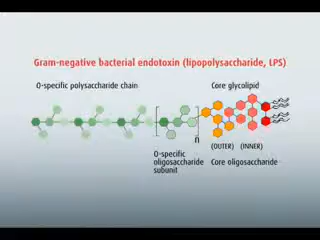 Gram-negative bacterial endotoxin (lipopolysaccharide, LPS)
O-specific polysaccharide chain
Core glycolipid
n
O-specific
oligosaccharide
subunit
(OUTER) (INNER)
Core oligosaccharide